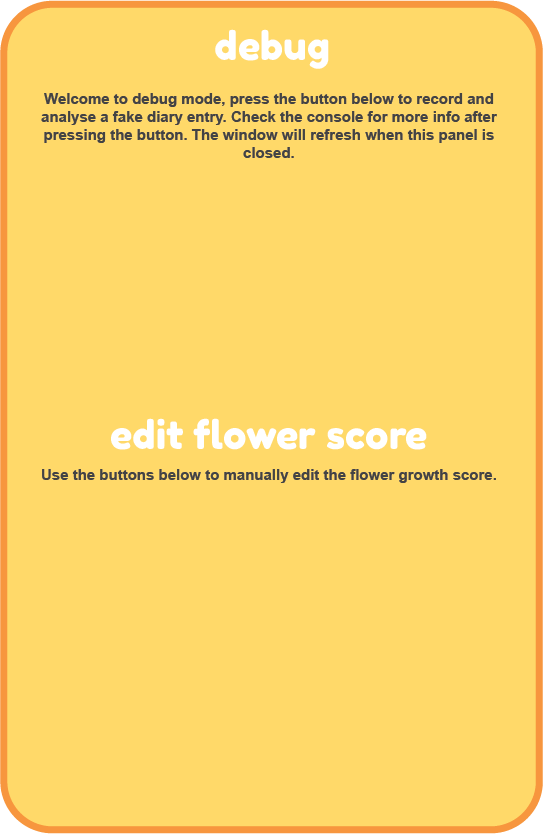 debug
Welcome to debug mode, press the button below to record and
analyse a fake diary entry. Check the console for more info after
pressing the button. The window will refresh when this panel is
closed.
edit flower score
Use the buttons below to manually edit the flower growth score.